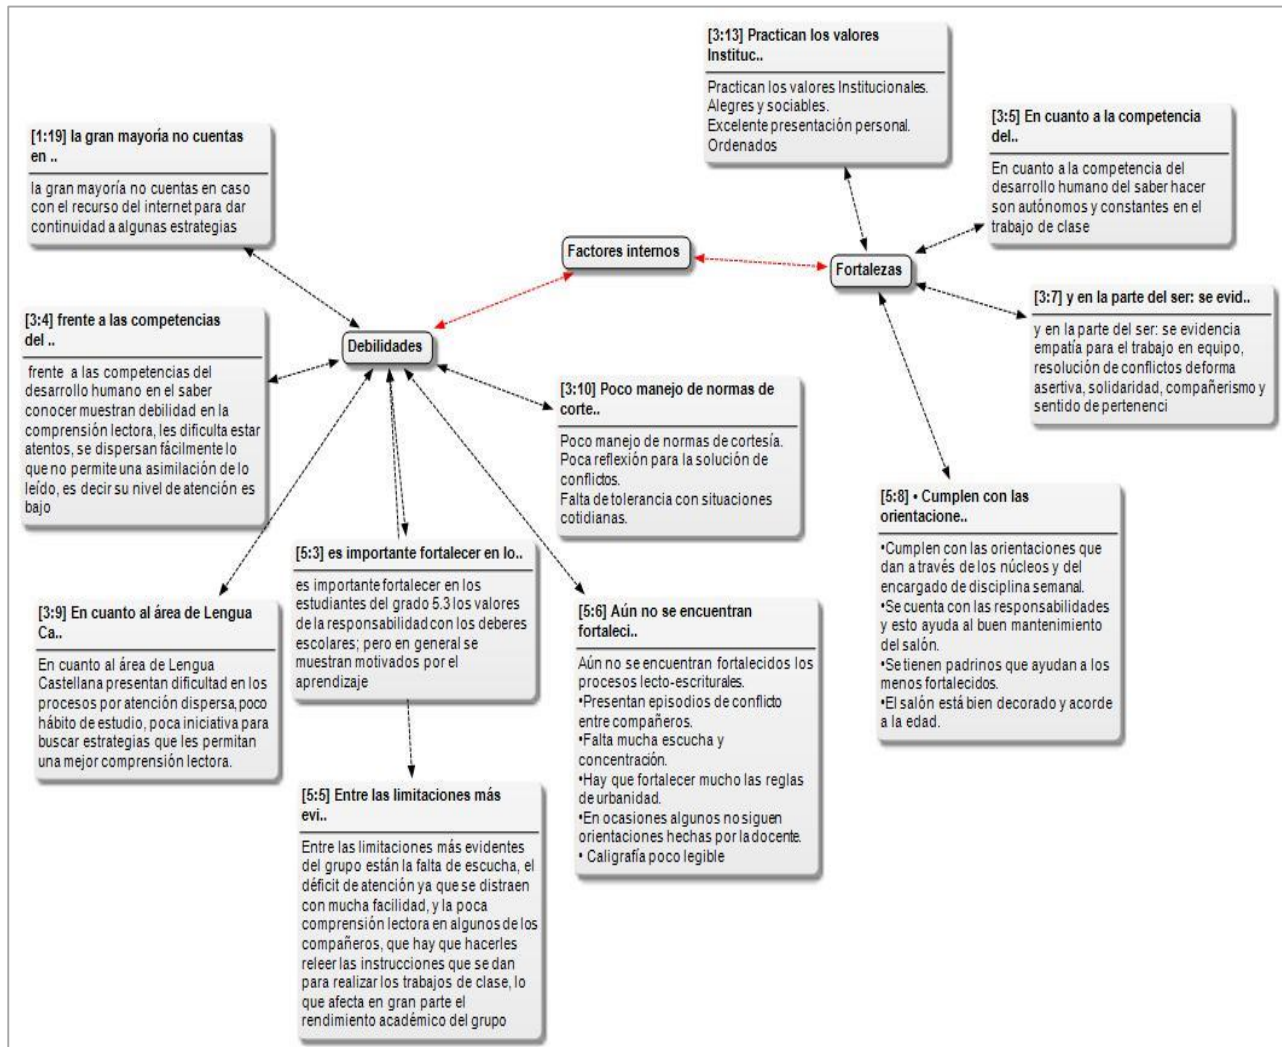 [3:13] Practican los valores
Instituc..
Practican los valores Institucionales.
Alegres y sociables.
Excelente presentación personal.
Ordenados
[3:5] En cuanto a la competencia
del..
En cuanto a la competencia del
desarrollo humano del saber hacer
son autónomos y constantes en el
trabajo de clase
[1:19] la gran mayoría no cuentas
en ..
la gran mayoría no cuentas en caso
con el recurso del internet para dar
continuidad a algunas estrategias
Factores internos
Fortalezas
[3:7] y en la parte del ser: se evid..
y en la parte del ser: se evidencia
empatía para el trabajo en equipo,
resolución de conflictos deforma
asertiva, solidaridad, compañerismo y
sentido de pertenenci
[3:4] frente a las competencias
del ..
frente a las competencias del
desarrollo humano en el saber
conocer muestran debilidad en la
comprensión lectora, les dificulta estar
atentos, se dispersan fácilmente lo
que no permite una asimilación de lo
leído, es decir su nivel de atención es
bajo
Debilidades
[3:10] Poco manejo de normas de
corte..
Poco manejo de normas de cortesía.
Poca reflexión para la solución de
conflictos.
Falta de tolerancia con situaciones
cotidianas.
[5:8] • Cumplen con las
orientacione..
•Cumplen con las orientaciones que
dan a través de los núcleos y del
encargado de disciplina semanal.
•Se cuenta con las responsabilidades
y esto ayuda al buen mantenimiento
del salón.
•Se tienen padrinos que ayudan a los
menos fortalecidos.
•El salón está bien decorado y acorde
a la edad.
[3:9] En cuanto al área de Lengua
Ca..
En cuanto al área de Lengua
Castellana presentan dificultad en los
procesos por atención dispersa, poco
hábito de estudio, poca iniciativa para
buscar estrategias que les permitan
una mejor comprensión lectora.
[5:3] es importante fortalecer en lo..
es importante fortalecer en los
estudiantes del grado 5.3 los valores
de la responsabilidad con los deberes
escolares; pero en general se
muestran motivados por el
aprendizaje
[5:6] Aún no se encuentran
fortaleci..
Aún no se encuentran fortalecidos los
procesos lecto-escriturales.
•Presentan episodios de conflicto
entre compañeros.
•Falta mucha escucha y
concentración.
•Hay que fortalecer mucho las reglas
de urbanidad.
•En ocasiones algunos no siguen
orientaciones hechas por la docente.
• Caligrafía poco legible
[5:5] Entre las limitaciones más
evi..
Entre las limitaciones más evidentes
del grupo están la falta de escucha, el
déficit de atención ya que se distraen
con mucha facilidad, y la poca
comprensión lectora en algunos de los
compañeros, que hay que hacerles
releer las instrucciones que se dan
para realizar los trabajos de clase, lo
que afecta en gran parte el
rendimiento académico del grupo